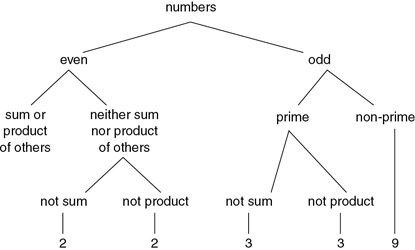 numbers
even odd
sum or
product
of others
neither sum
nor product
of others
prime non-prime
not sum not product not sum not product
2 2 3 3 9